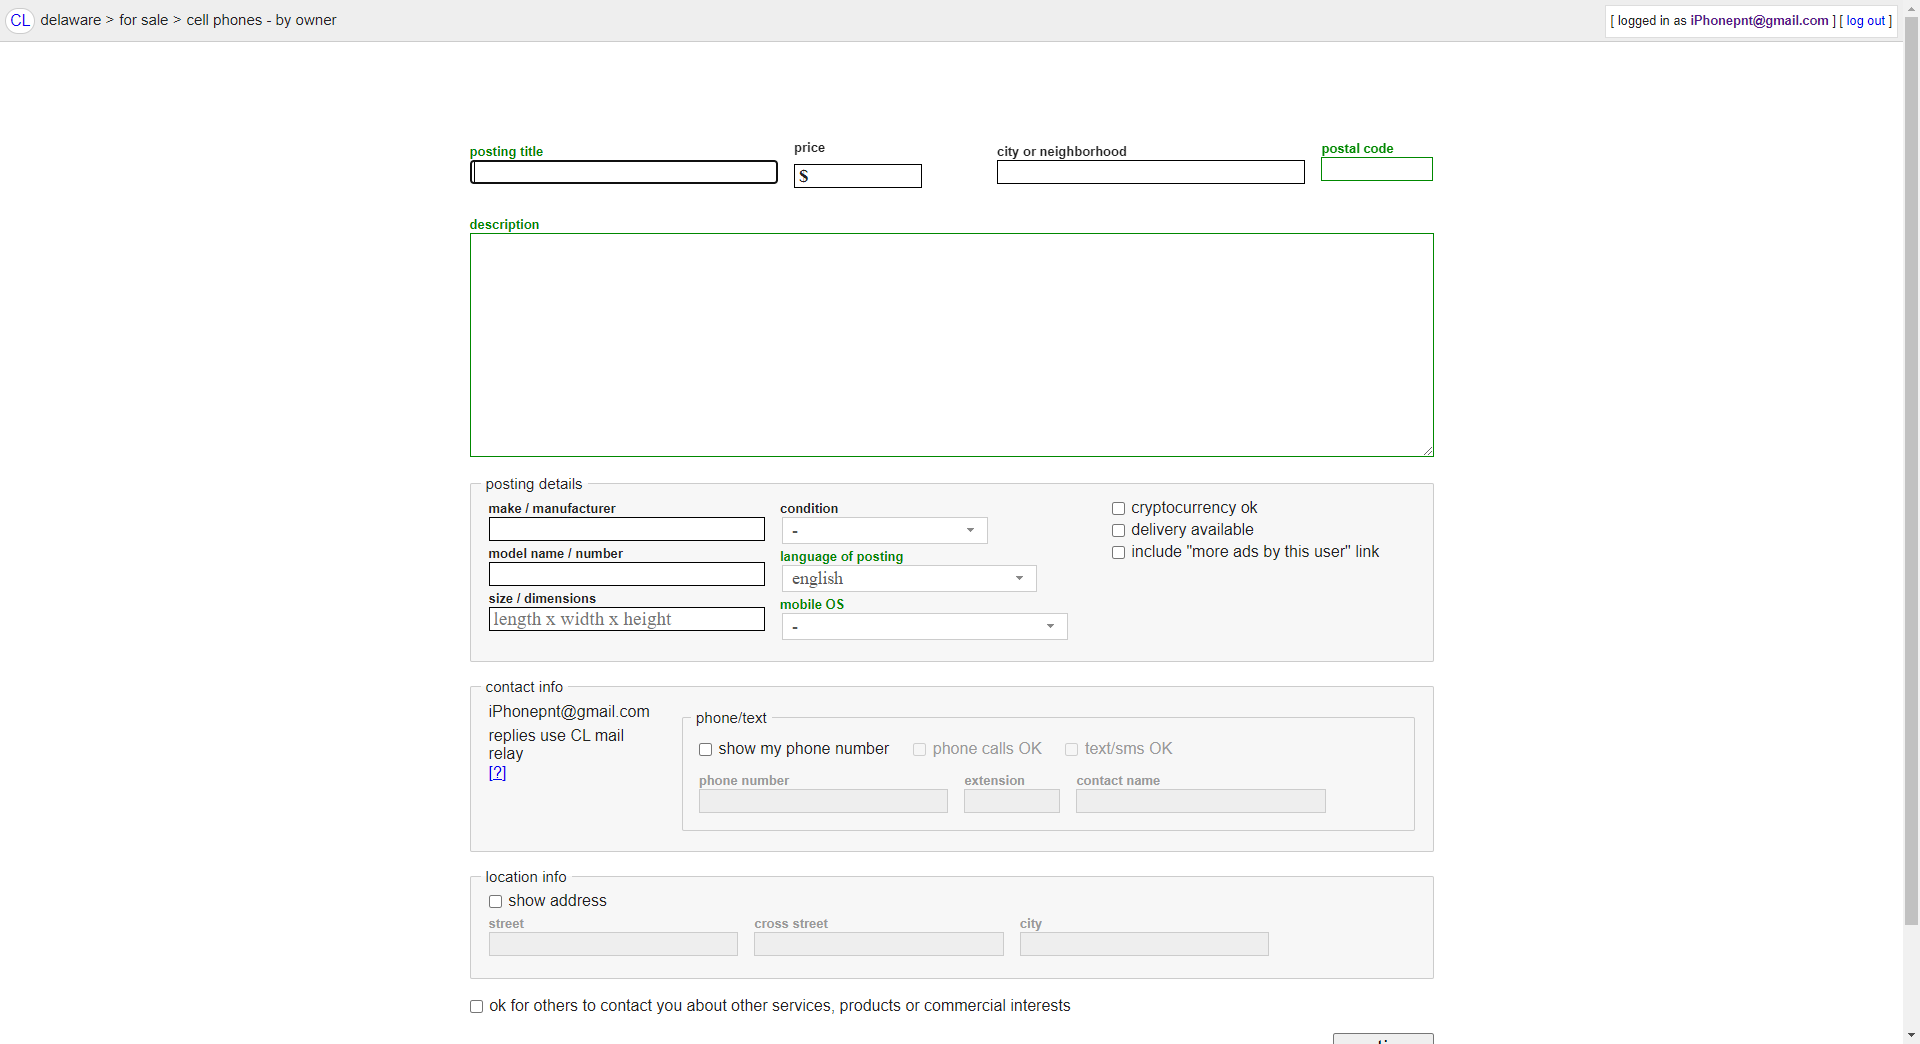 CL delaware > for sale > cell phones - by owner
[ logged in as iPhonepnt@gmail.com ] [ log out ]
posting title
price
city or neighborhood
postal code
$
description
posting details
make / manufacturer
condition
cryptocurrency ok
-
delivery available
model name / number
language of posting
include "more ads by this user" link
english
size / dimensions
mobile OS
length x width x height
-
contact info
iPhonepnt@gmail.com
replies use CL mail
relay
[?]
phone/text
show my phone number
phone calls OK
text/sms OK
phone number
extension
contact name
location info
show address
street
cross street
city
ok for others to contact you about other services, products or commercial interests